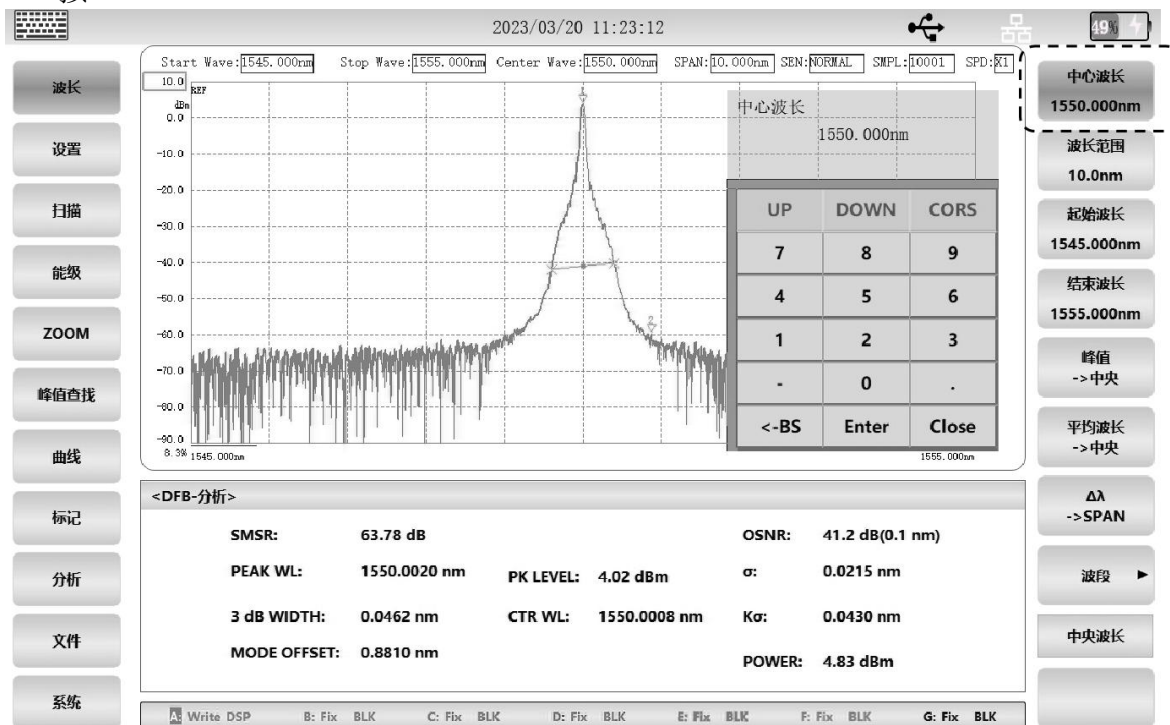 2023/03/20 11:23:12
49%
Start Wave:1545.000nm Stop Wave:1555.000nm Center Wave:1550.000nm SPAN:10.000nm SEN:NORMAL SMPL:10001 SPD:X1
波长
设置
扫描
能级
ZOOM
峰值查找
曲线
标记
分析
文件
系统
10.0
REF
dBm
0.0
-10.0
-20.0
-30.0
-40.0
-50.0
-60.0
-70.0
-80.0
-90.0
8.3%
1545.000nm
1555.000nm
2
中心波长
1550.000nm
UP DOWN CORS
7 8 9
4 5 6
1 2 3
- 0 .
<-BS Enter Close
中心波长
1550.000nm
波长范围
10.0nm
起始波长
1545.000nm
结束波长
1555.000nm
峰值
->中央
平均波长
->中央
Δλ
->SPAN
波段
中央波长
<DFB-分析>
SMSR: 63.78 dB OSNR: 41.2 dB(0.1 nm)
PEAK WL: 1550.0020 nm PK LEVEL: 4.02 dBm σ: 0.0215 nm
3 dB WIDTH: 0.0462 nm CTR WL: 1550.0008 nm Kσ: 0.0430 nm
MODE OFFSET: 0.8810 nm POWER: 4.83 dBm
A: Write DSP B: Fix BLK C: Fix BLK D: Fix BLK E: Fix BLK F: Fix BLK G: Fix BLK